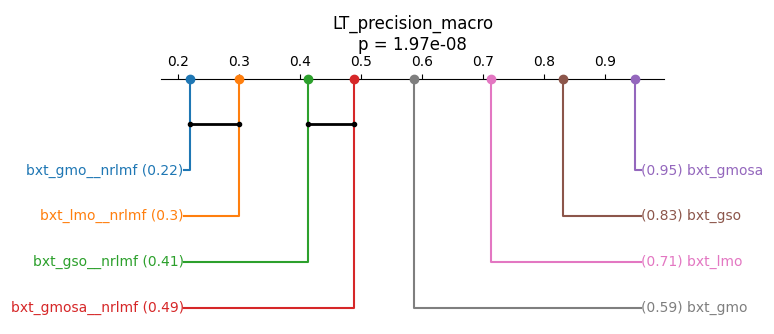 LT_precision_macro
p = 1.97e-08
0.2 0.3 0.4 0.5 0.6 0.7 0.8 0.9
bxt_gmo__nrlmf (0.22) (0.95) bxt_gmosa
bxt_lmo__nrlmf (0.3) (0.83) bxt_gso
bxt_gso__nrlmf (0.41) (0.71) bxt_lmo
bxt_gmosa__nrlmf (0.49) (0.59) bxt_gmo